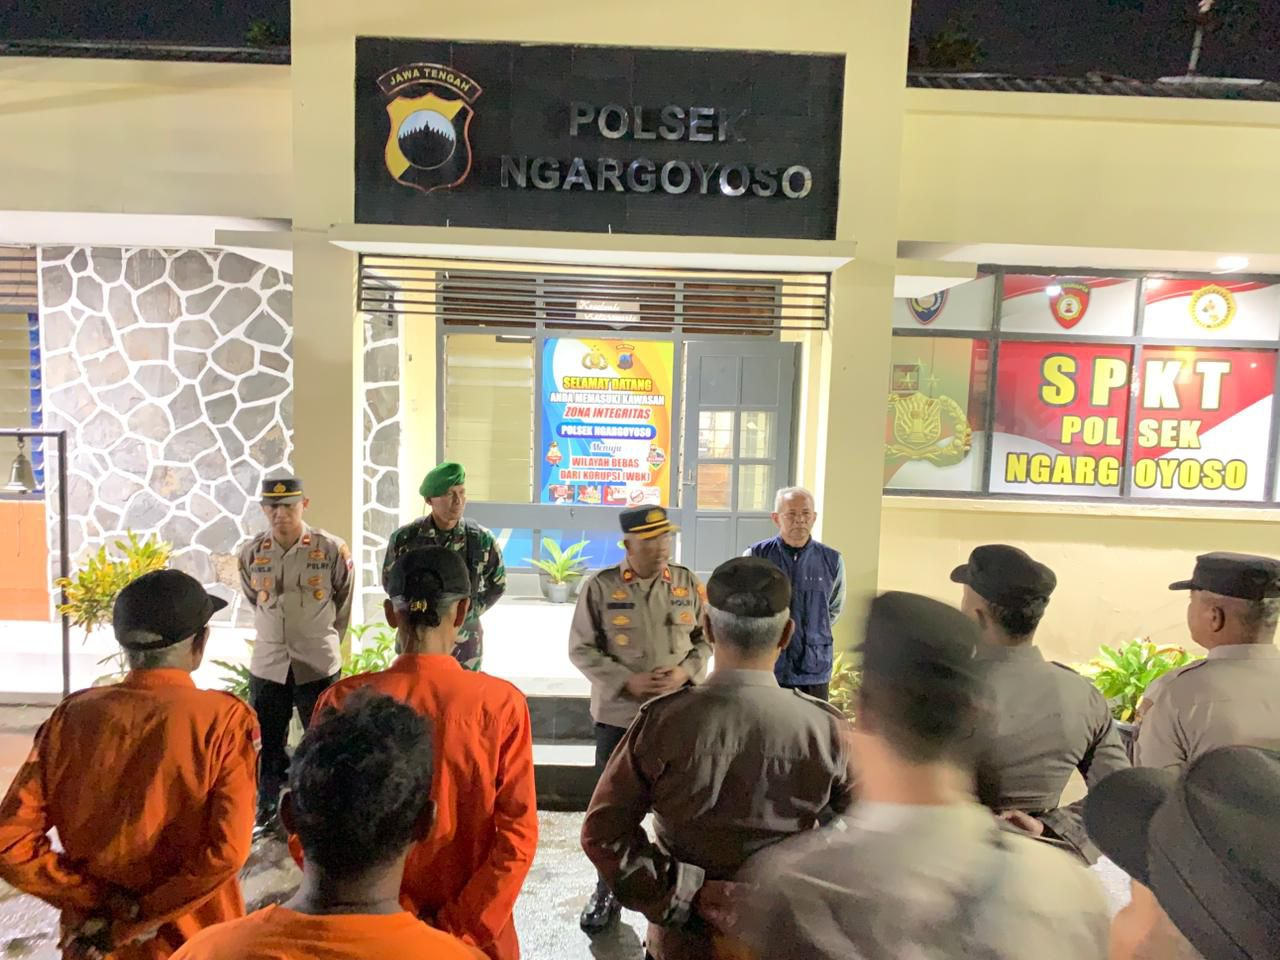 JAWA TENGAH
POLSEK
NGARGOYOSO
SELAMAT DATANG
ANDA MEMASUKI KAWASAN
ZONA INTEGRITAS
POLSEK NGARGOYOSO
Menuju
WILAYAH BEBAS
DARI KORUPSI (WBK)
SPKT
POLSEK
NGARGOYOSO
POLRI